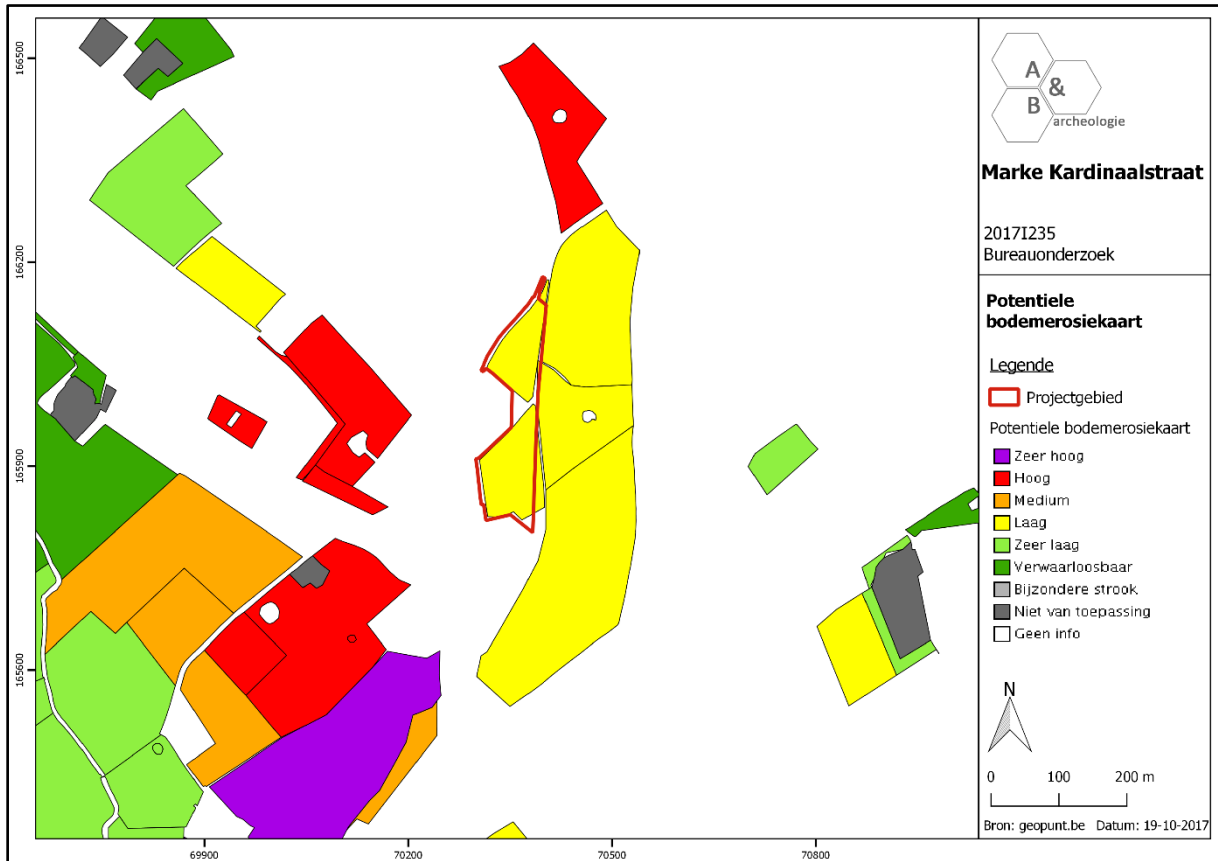 166500
166200
165900
165600
69900
70200
70500
70800
A
&
B
archeologie
Marke Kardinaalstraat
2017I235
Bureauonderzoek
Potentiele
bodemerosiekaart
Legende
Projectgebied
Potentiele bodemerosiekaart
Zeer hoog
Hoog
Medium
Laag
Zeer laag
Verwaarloosbaar
Bijzondere strook
Niet van toepassing
Geen info
N
0 100 200 m
Bron: geopunt.be Datum: 19-10-2017